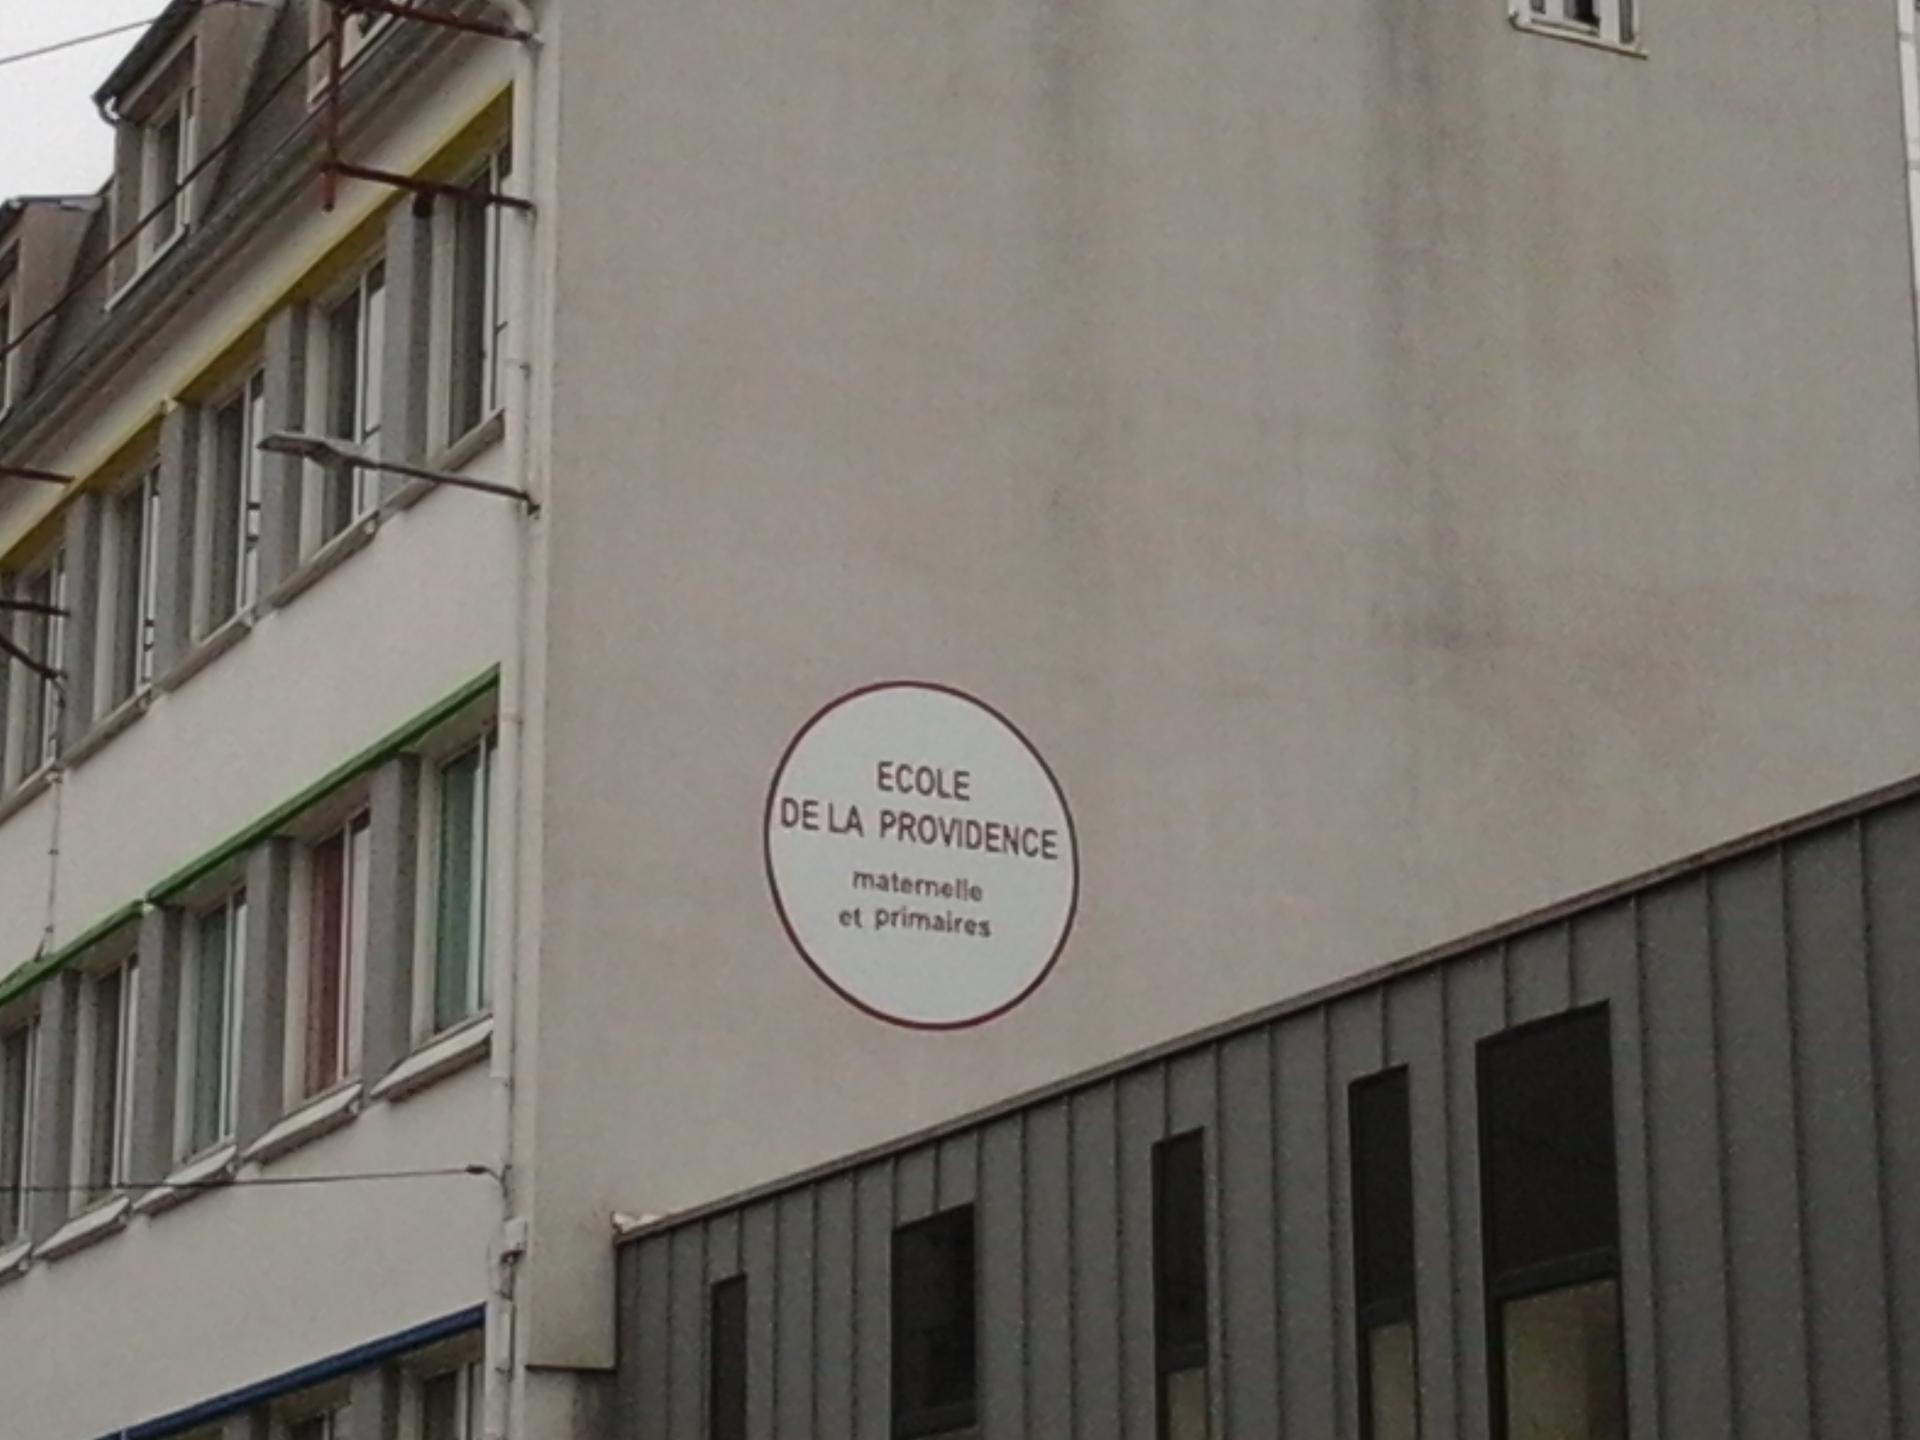 ECOLE
DE LA PROVIDENCE
maternelle
et primaires